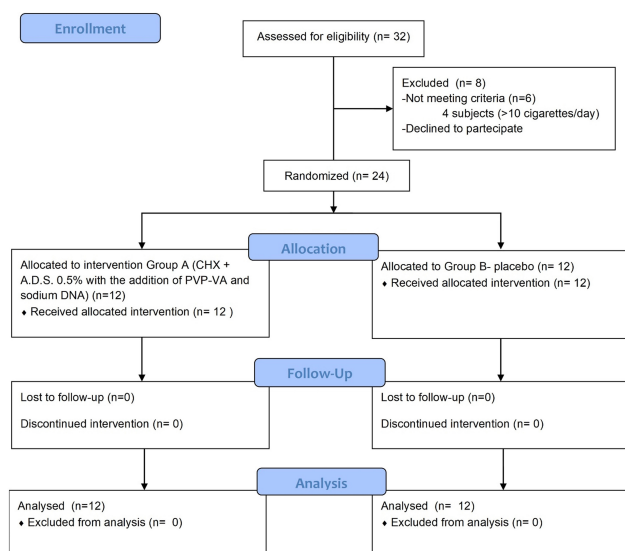 Enrollment
Assessed for eligibility (n= 32)
Excluded (n= 8)
-Not meeting criteria (n=6)
4 subjects (>10 cigarettes/day)
-Declined to partecipate
Randomized (n= 24)
Allocation
Allocated to intervention Group A (CHX +
A.D.S. 0.5% with the addition of PVP-VA and
sodium DNA) (n=12)
♦ Received allocated intervention (n= 12 )
Allocated to Group B- placebo (n= 12)
♦ Received allocated intervention (n= 12)
Follow-Up
Lost to follow-up (n=0)
Discontinued intervention (n= 0)
Lost to follow-up (n=0)
Discontinued intervention (n= 0)
Analysis
Analysed (n=12)
♦ Excluded from analysis (n= 0)
Analysed (n= 12)
♦ Excluded from analysis (n= 0)